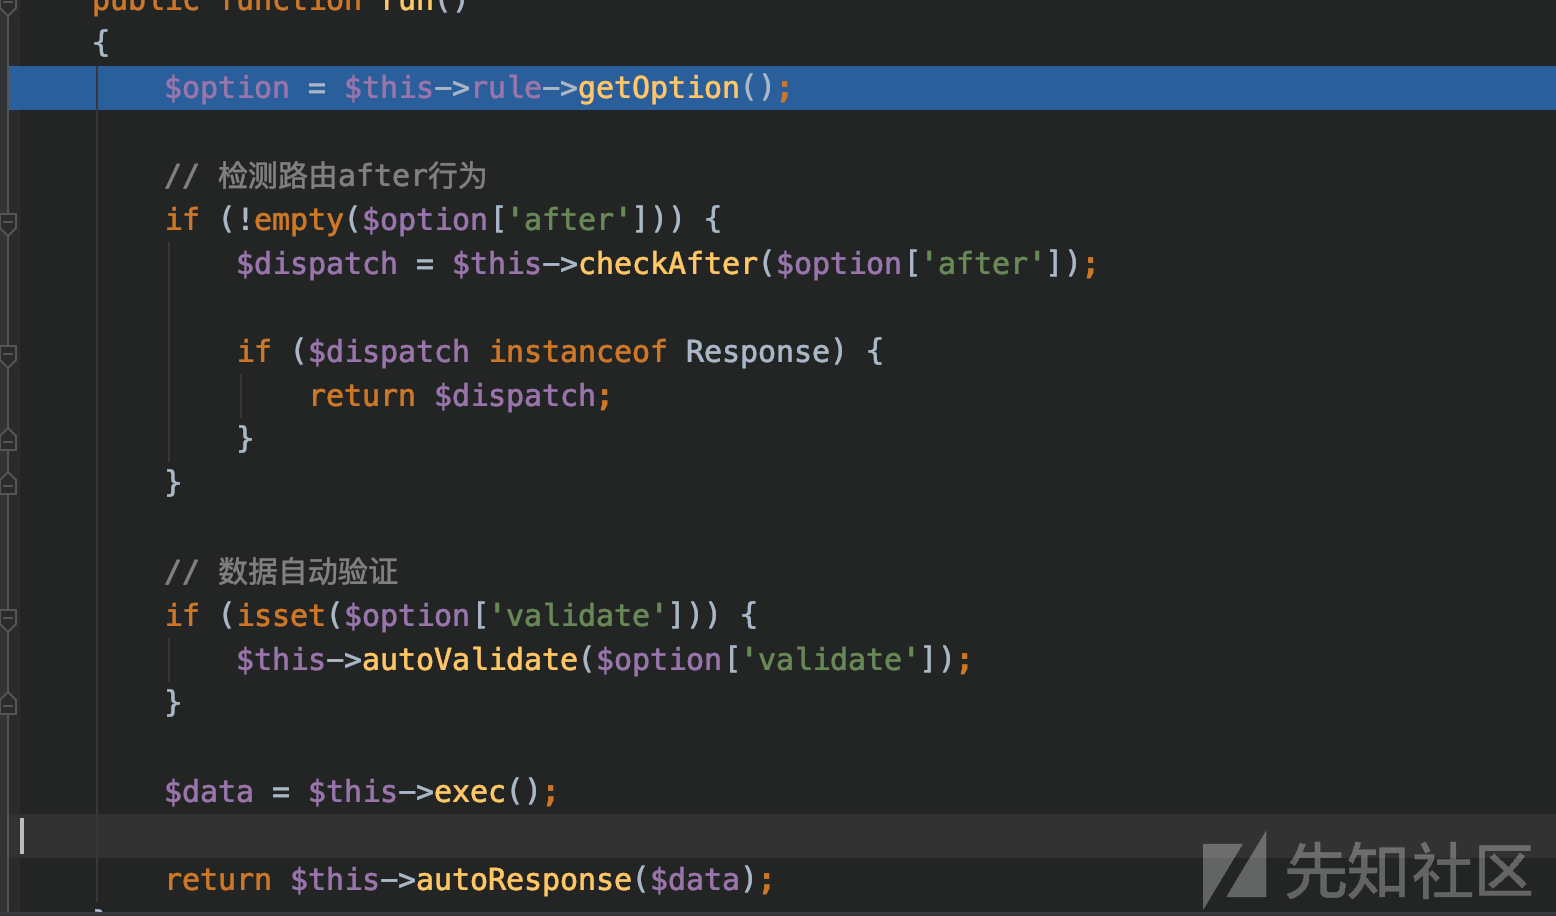 public function run()
{
$option = $this->rule->getOption();
// 检测路由after行为
if (!empty($option['after'])) {
$dispatch = $this->checkAfter($option['after']);
if ($dispatch instanceof Response) {
return $dispatch;
}
}
// 数据自动验证
if (isset($option['validate'])) {
$this->autoValidate($option['validate']);
}
$data = $this->exec();
return $this->autoResponse($data);
先知社区